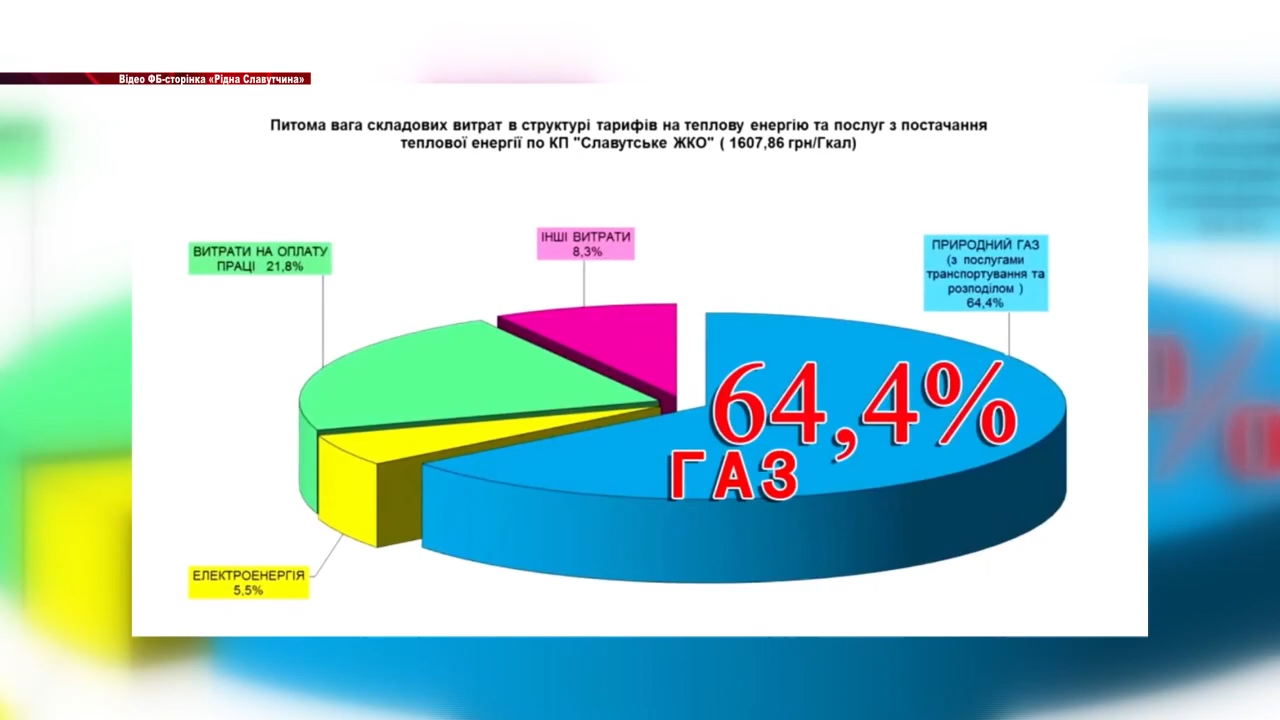 Відео ФБ-сторінка «Рідна Славутчина»
Питома вага складових витрат в структурі тарифів на теплову енергію та послуг з постачання
теплової енергії по КП "Славутське ЖКО" ( 1607,86 грн/Гкал)
ВИТРАТИ НА ОПЛАТУ
ПРАЦІ 21,8%
ІНШІ ВИТРАТИ
8,3%
ПРИРОДНИЙ ГАЗ
(з послугами
транспортування та
розподілом )
64,4%
64,4%
ГАЗ
ЕЛЕКТРОЕНЕРГІЯ
5,5%